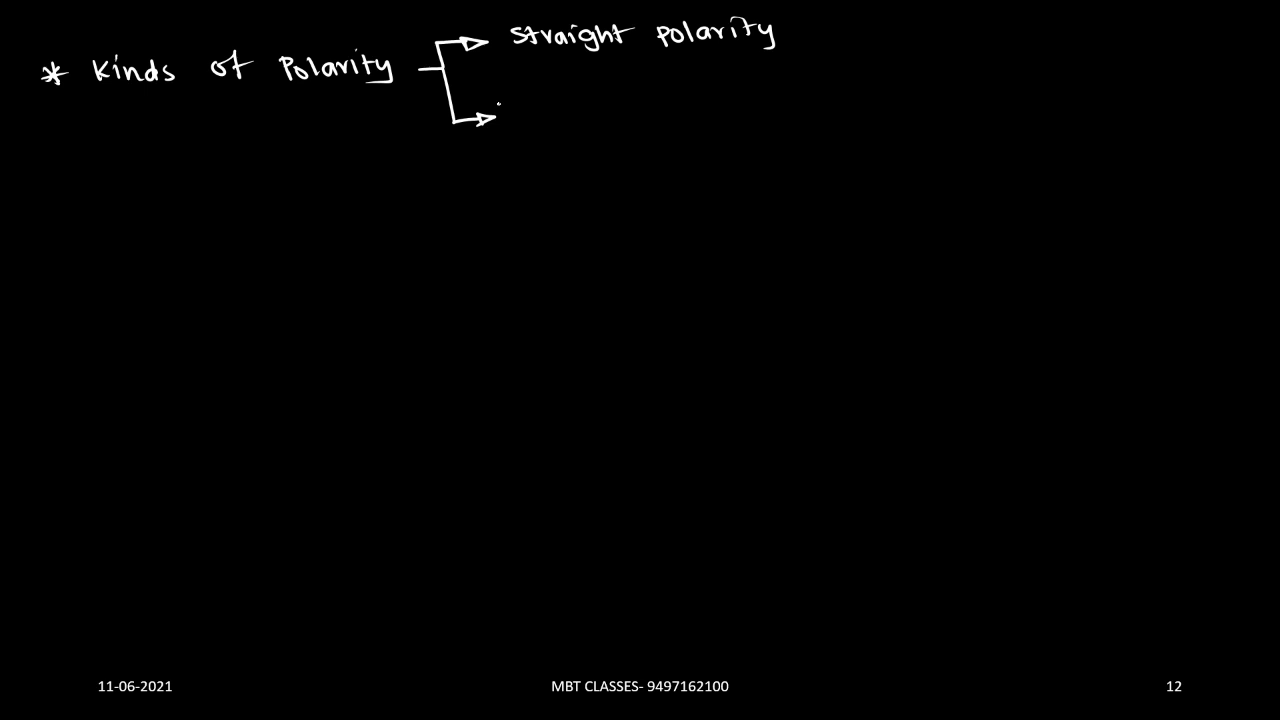 * Kinds of Polarity
Straight Polarity
11-06-2021
MBT CLASSES- 9497162100
12